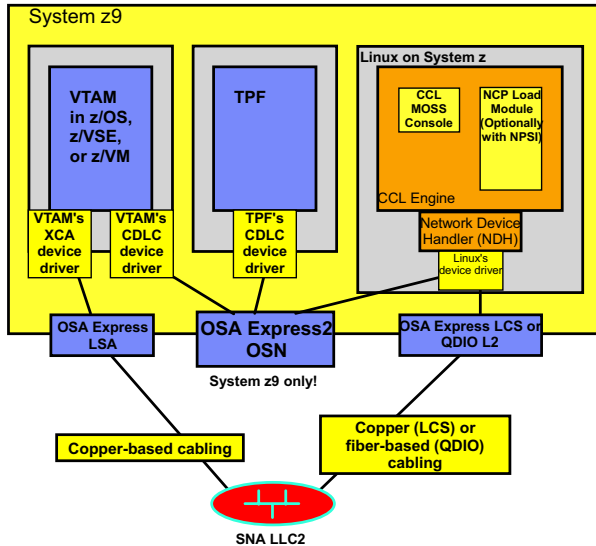 System z9
VTAM
in z/OS,
z/VSE,
or z/VM
TPF
Linux on System z
CCL
MOSS
Console
NCP Load
Module
(Optionally
with NPSI)
CCL Engine
VTAM's
XCA
device
driver
VTAM's
CDLC
device
driver
TPF's
CDLC
device
driver
Network Device
Handler (NDH)
Linux's
device driver
OSA Express
LSA
OSA Express2
OSN
OSA Express LCS or
QDIO L2
System z9 only!
Copper-based cabling
Copper (LCS) or
fiber-based (QDIO)
cabling
SNA LLC2